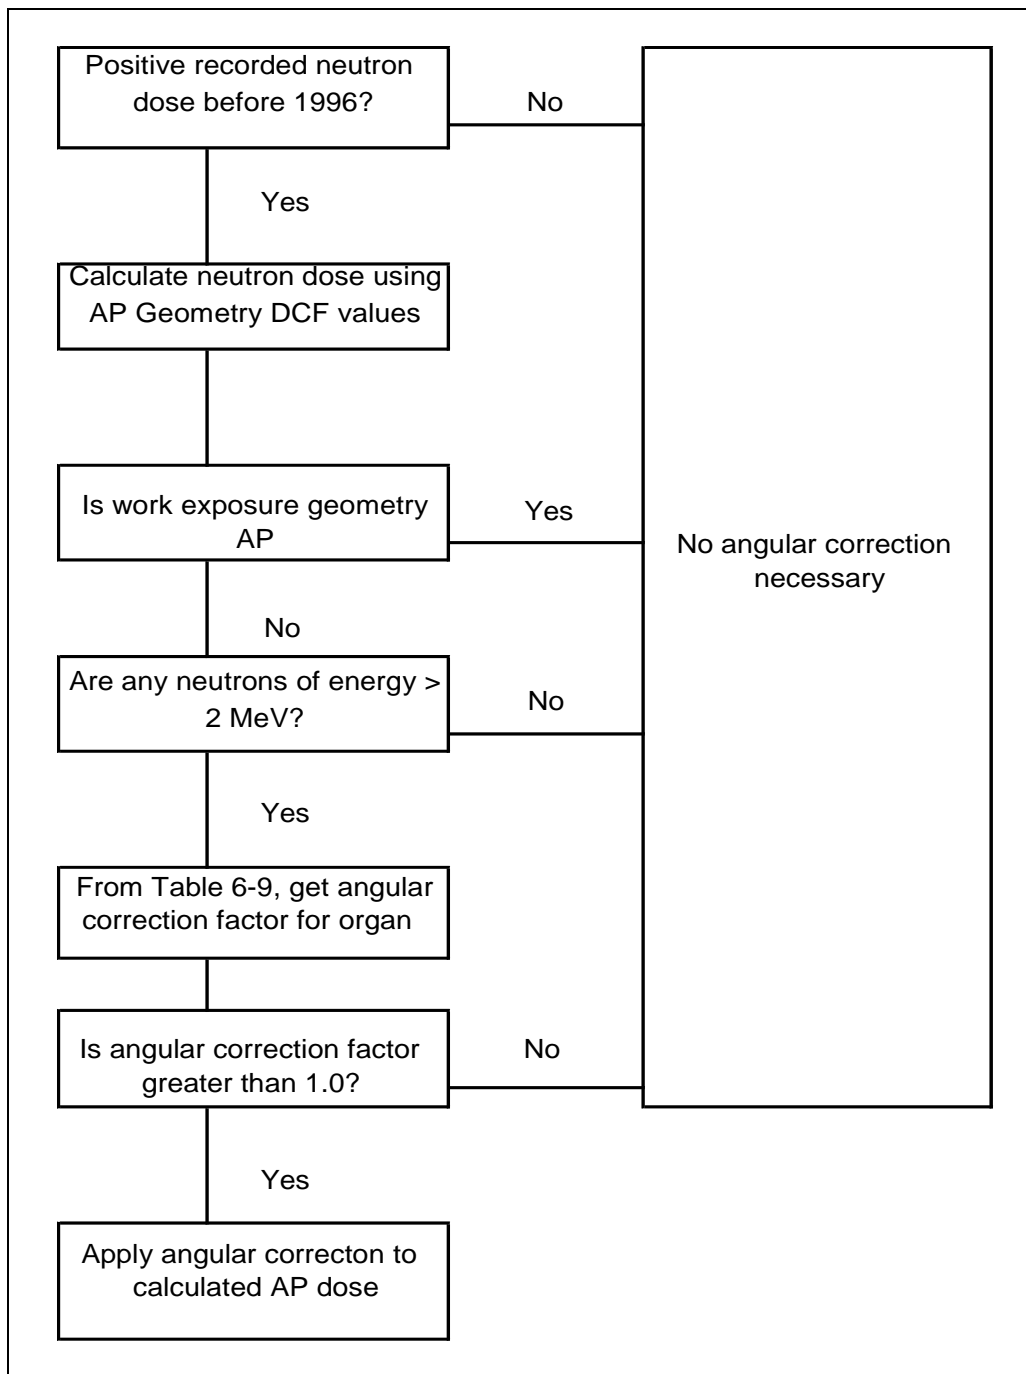 Positive recorded neutron
dose before 1996?
No
Yes
Calculate neutron dose using
AP Geometry DCF values
Is work exposure geometry
AP
Yes
No angular correction
necessary
No
Are any neutrons of energy >
2 MeV?
No
Yes
From Table 6-9, get angular
correction factor for organ
Is angular correction factor
greater than 1.0?
No
Yes
Apply angular correcton to
calculated AP dose